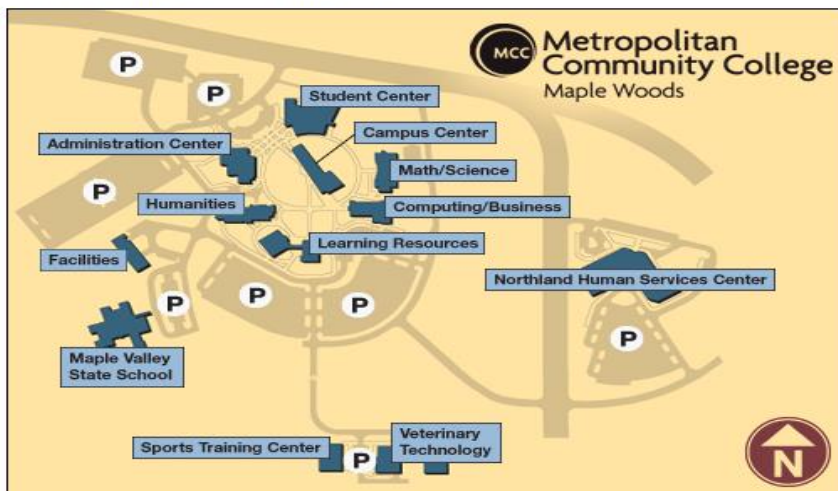 MCC
Metropolitan
Community College
Maple Woods
P
P
Student Center
Campus Center
Administration Center
Math/Science
P
Humanities
Computing/Business
Learning Resources
Facilities
Northland Human Services Center
P
P
P
P
Maple Valley
State School
Sports Training Center
P
Veterinary
Technology
N